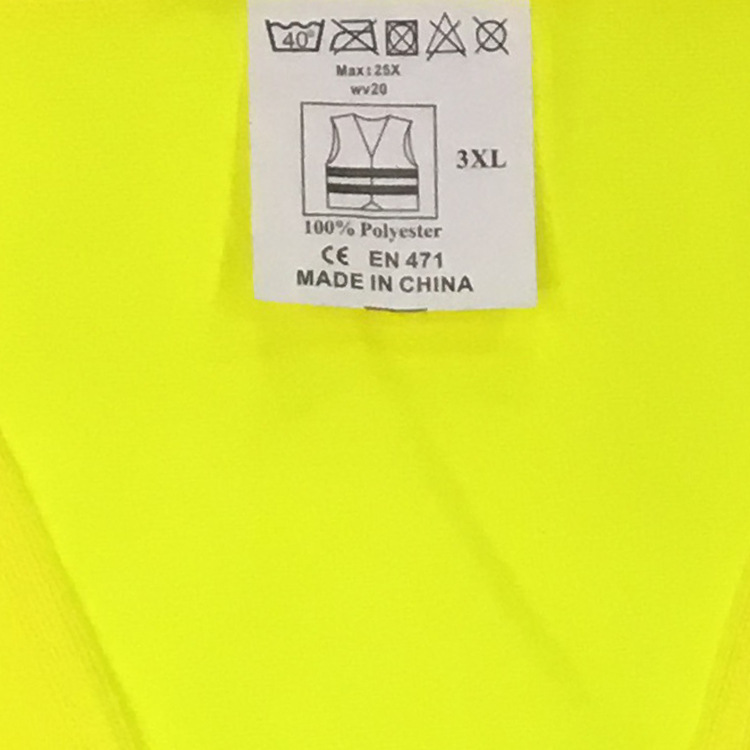 40°
Max:25X
wv20
3XL
100% Polyester
CE EN 471
MADE IN CHINA